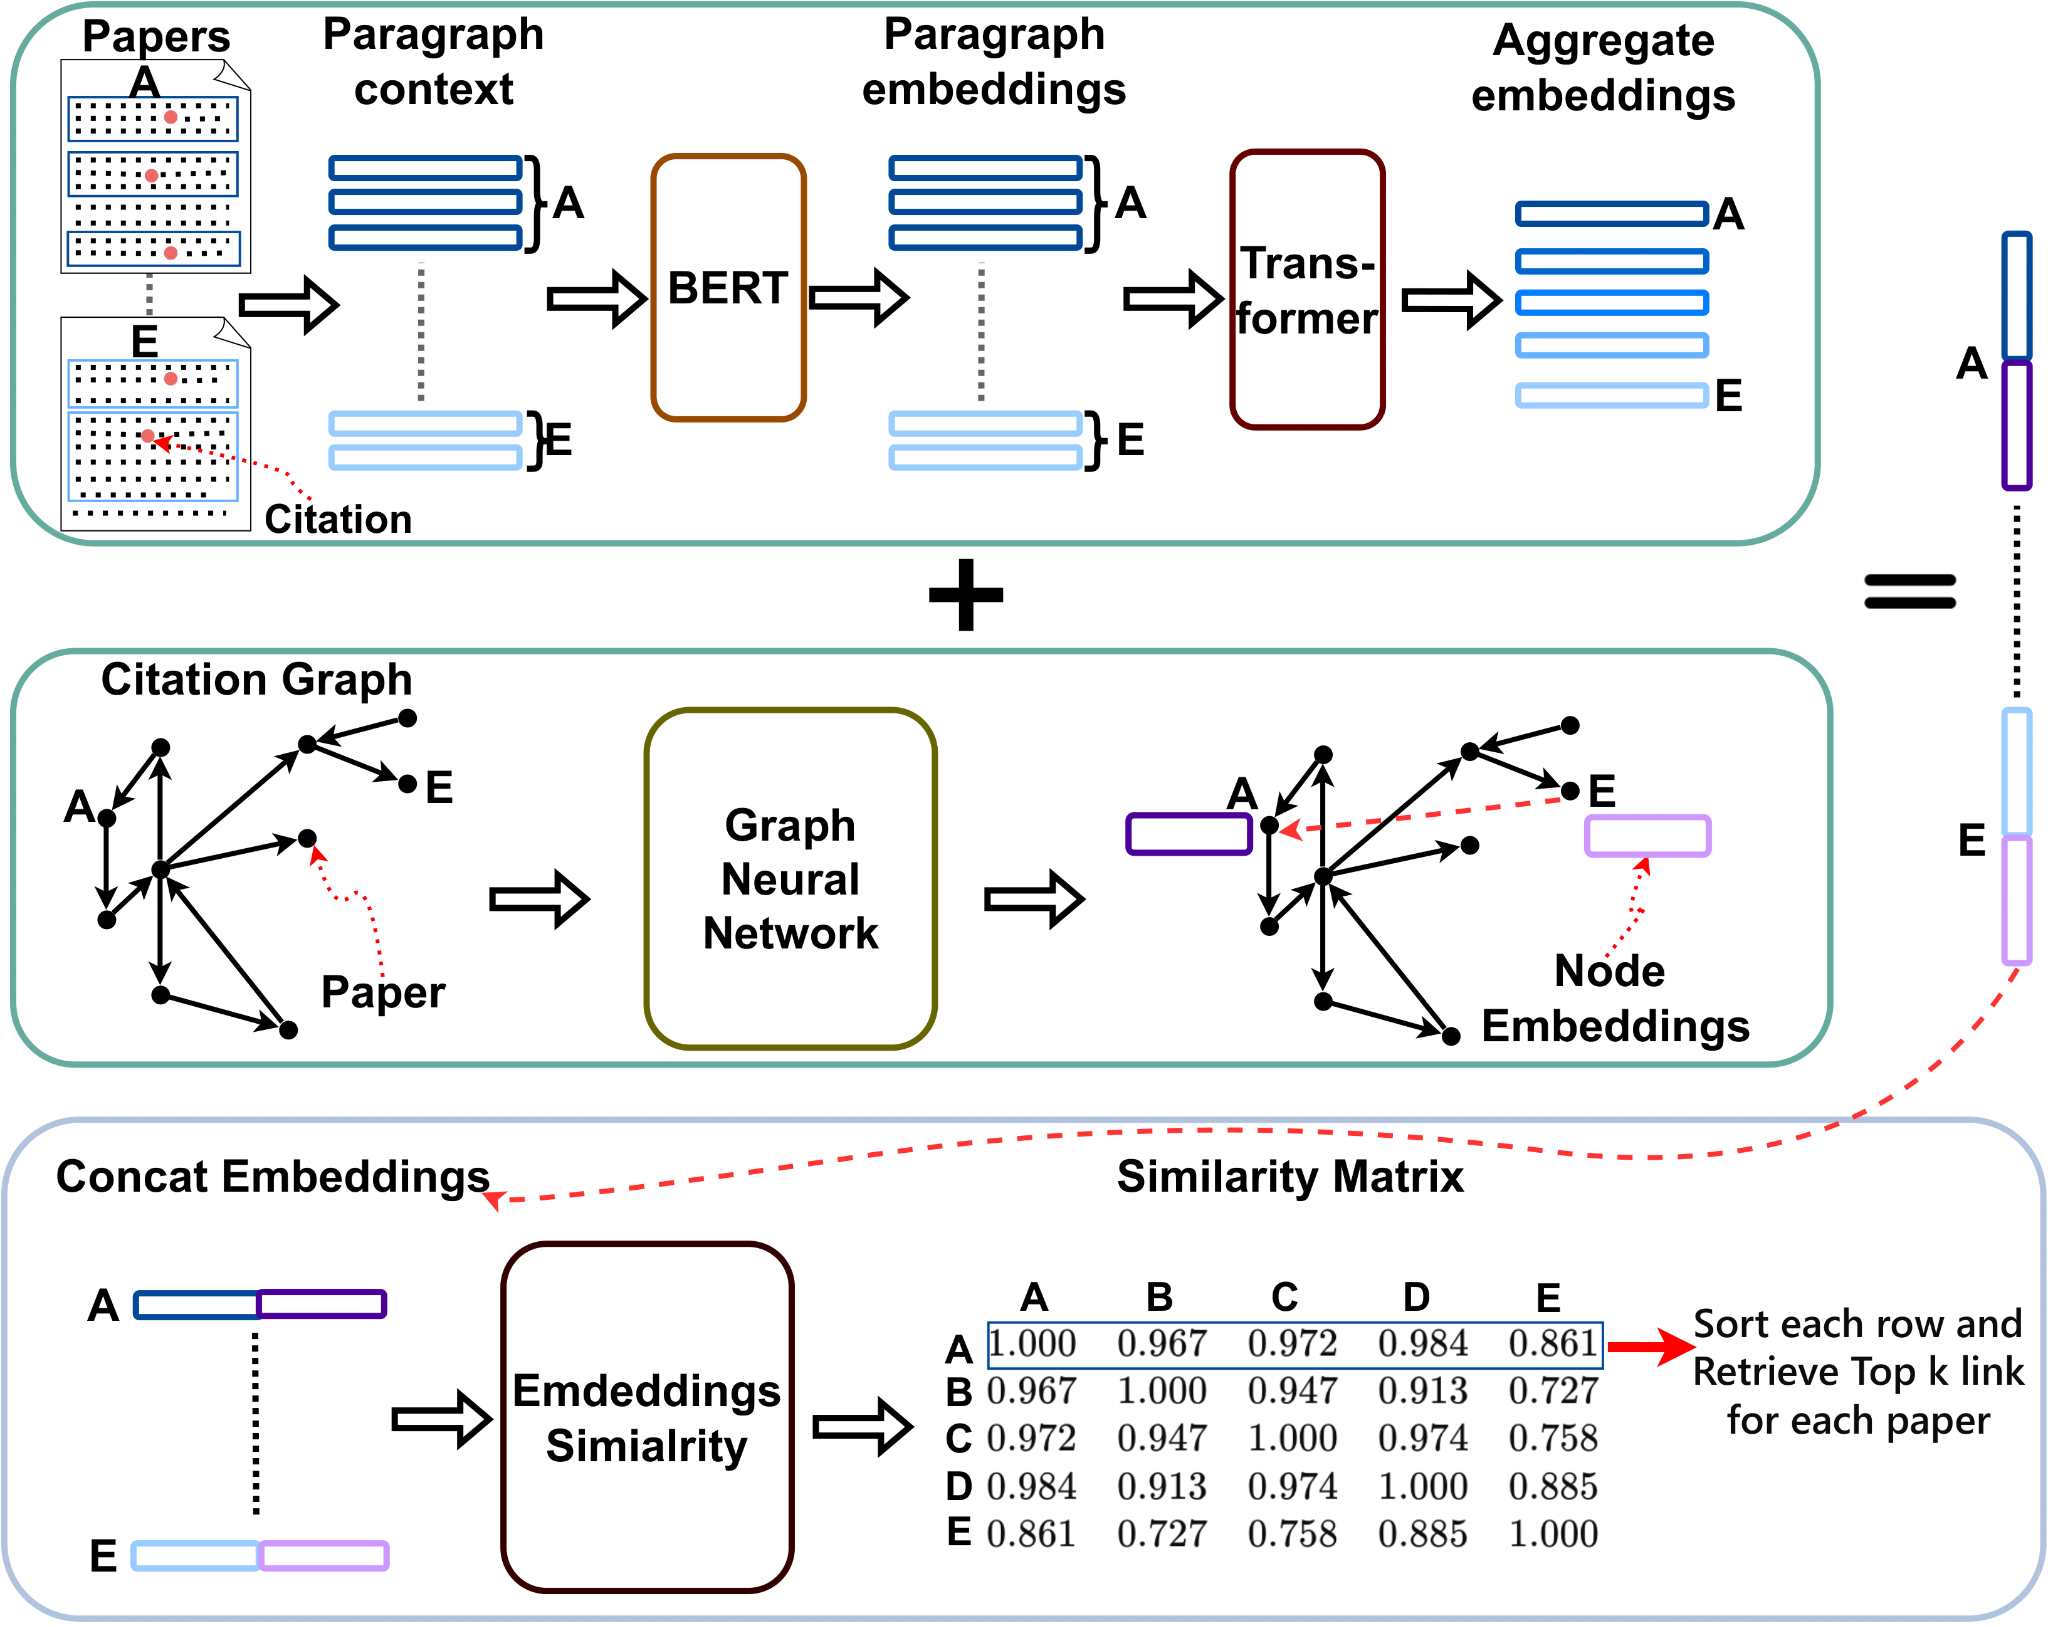 Papers
A
E
Citation
Paragraph
context
A
E
BERT
Paragraph
embeddings
A
E
Trans-
former
Aggregate
embeddings
A
E
+
=
A
E
Citation Graph
A
E
Paper
Graph
Neural
Network
A
E
Node
Embeddings
Concat Embeddings
A
E
Emdeddings
Simialrity
Similarity Matrix
A B C D E
A 1.000 0.967 0.972 0.984 0.861
B 0.967 1.000 0.947 0.913 0.727
C 0.972 0.947 1.000 0.974 0.758
D 0.984 0.913 0.974 1.000 0.885
E 0.861 0.727 0.758 0.885 1.000
Sort each row and
Retrieve Top k link
for each paper